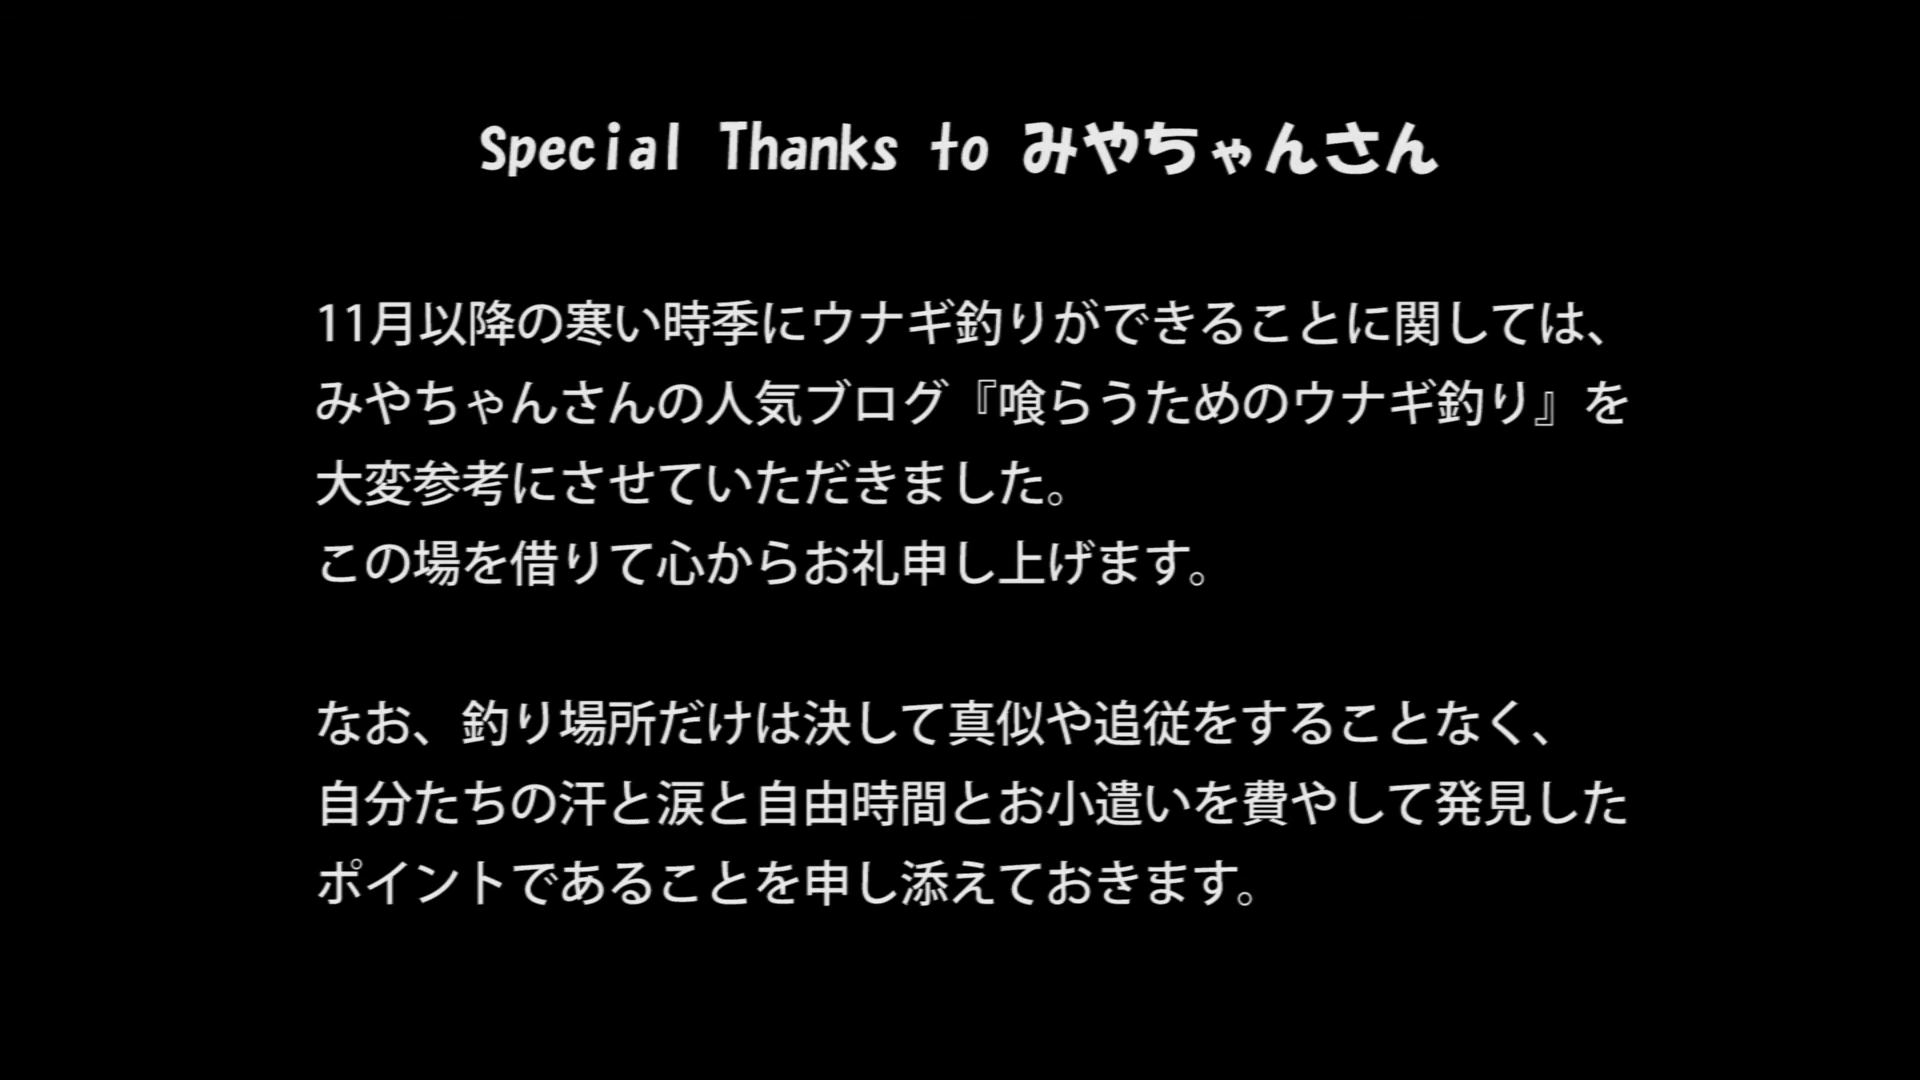 Special Thanks to みやちゃんさん
11月以降の寒い時季にウナギ釣りができることに関しては、
みやちゃんさんの人気ブログ『喰らうためのウナギ釣り』を
大変参考にさせていただきました。
この場を借りて心からお礼申し上げます。
なお、釣り場所だけは決して真似や追従をすることなく、
自分たちの汗と涙と自由時間とお小遣いを費やして発見した
ポイントであることを申し添えておきます。